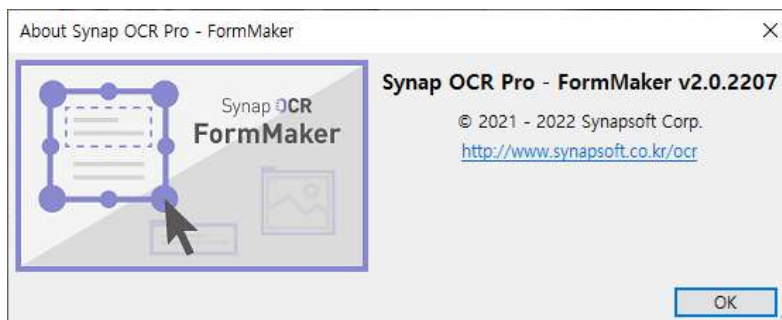 About Synap OCR Pro - FormMaker
Synap OCR
FormMaker
Synap OCR Pro - FormMaker v2.0.2207
© 2021 - 2022 Synapsoft Corp.
http://www.synapsoft.co.kr/ocr
OK